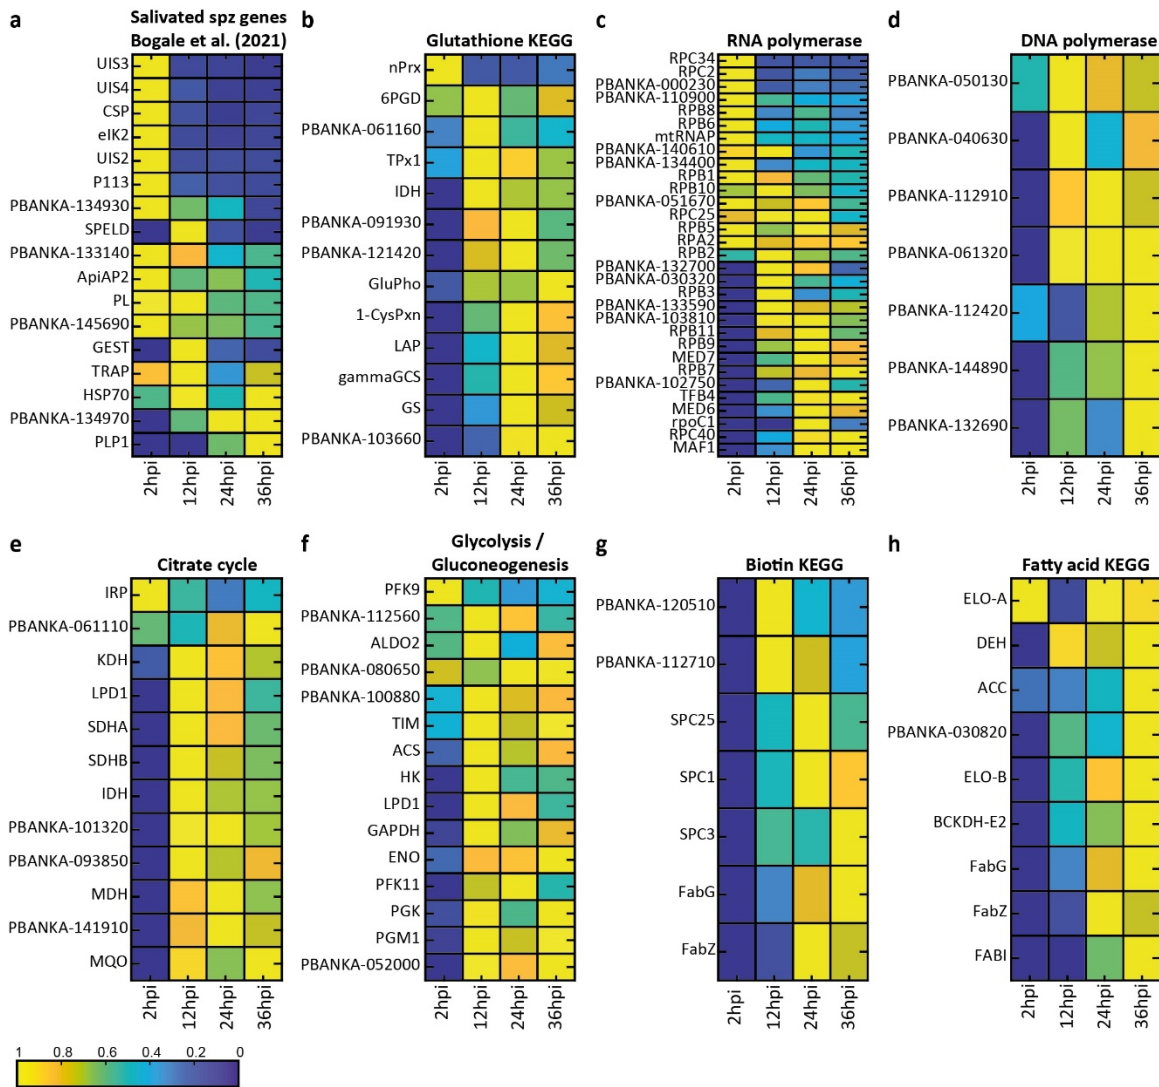 a
Salivated spz genes
Bogale et al. (2021)
UIS3
UIS4
CSP
eIK2
UIS2
P113
PBANKA-134930
SPELD
PBANKA-133140
ApiAP2
PL
PBANKA-145690
GEST
TRAP
HSP70
PBANKA-134970
PLP1
2hpi
12hpi
24hpi
36hpi
b
Glutathione KEGG
nPrx
6PGD
PBANKA-061160
TPx1
IDH
PBANKA-091930
PBANKA-121420
GluPho
1-CysPxn
LAP
gammaGCS
GS
PBANKA-103660
2hpi
12hpi
24hpi
36hpi
c
RNA polymerase
RPC34
RPC2
PBANKA-000230
PBANKA-110900
RPB8
RPB6
mtRNAP
PBANKA-140610
PBANKA-134400
RPB1
RPB10
PBANKA-051670
RPC25
RPB5
RPA2
RPB2
PBANKA-132700
PBANKA-030320
RPB3
PBANKA-133590
PBANKA-103810
RPB11
RPB9
MED7
RPB7
PBANKA-102750
TFB4
MED6
rpoC1
RPC40
MAF1
2hpi
12hpi
24hpi
36hpi
d
DNA polymerase
PBANKA-050130
PBANKA-040630
PBANKA-112910
PBANKA-061320
PBANKA-112420
PBANKA-144890
PBANKA-132690
2hpi
12hpi
24hpi
36hpi
e
Citrate cycle
IRP
PBANKA-061110
KDH
LPD1
SDHA
SDHB
IDH
PBANKA-101320
PBANKA-093850
MDH
PBANKA-141910
MQO
2hpi
12hpi
24hpi
36hpi
f
Glycolysis /
Gluconeogenesis
PFK9
PBANKA-112560
ALDO2
PBANKA-080650
PBANKA-100880
TIM
ACS
HK
LPD1
GAPDH
ENO
PFK11
PGK
PGM1
PBANKA-052000
2hpi
12hpi
24hpi
36hpi
g
Biotin KEGG
PBANKA-120510
PBANKA-112710
SPC25
SPC1
SPC3
FabG
FabZ
2hpi
12hpi
24hpi
36hpi
h
Fatty acid KEGG
ELO-A
DEH
ACC
PBANKA-030820
ELO-B
BCKDH-E2
FabG
FabZ
FABI
2hpi
12hpi
24hpi
36hpi
1 0.8 0.6 0.4 0.2 0